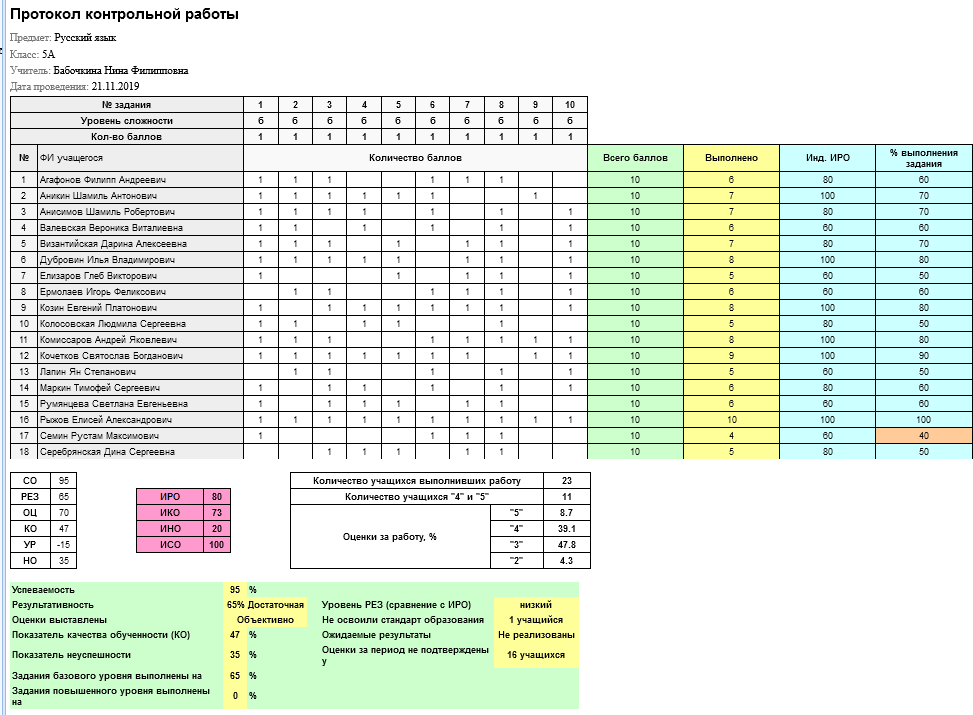 Протокол контрольной работы
Предмет: Русский язык
Класс: 5А
Учитель: Бабочкина Нина Филипповна
Дата проведения: 21.11.2019
№ задания 1 2 3 4 5 6 7 8 9 10
Уровень сложности б б б б б б б б б б
Кол-во баллов 1 1 1 1 1 1 1 1 1 1
№ ФИ учащегося Количество баллов Всего баллов Выполнено Инд. ИРО % выполнения задания
1 Агафонов Филипп Андреевич 1 1 1 1 1 1 10 6 80 60
2 Аникин Шамиль Антонович 1 1 1 1 1 1 1 10 7 100 70
3 Анисимов Шамиль Робертович 1 1 1 1 1 1 1 10 7 80 70
4 Валевская Вероника Виталиевна 1 1 1 1 1 1 10 6 60 60
5 Византийская Дарина Алексеевна 1 1 1 1 1 1 1 10 7 80 70
6 Дубровин Илья Владимирович 1 1 1 1 1 1 1 1 10 8 100 80
7 Елизаров Глеб Викторович 1 1 1 1 1 10 5 60 50
8 Ермолаев Игорь Феликсович 1 1 1 1 1 1 10 6 60 60
9 Козин Евгений Платонович 1 1 1 1 1 1 1 1 10 8 100 80
10 Колосовская Людмила Сергеевна 1 1 1 1 1 10 5 80 50
11 Комиссаров Андрей Яковлевич 1 1 1 1 1 1 1 1 10 8 100 80
12 Кочетков Святослав Богданович 1 1 1 1 1 1 1 1 1 10 9 100 90
13 Лапин Ян Степанович 1 1 1 1 1 10 5 60 50
14 Маркин Тимофей Сергеевич 1 1 1 1 1 1 10 6 80 60
15 Румянцева Светлана Евгеньевна 1 1 1 1 1 1 10 6 60 60
16 Рыжов Елисей Александрович 1 1 1 1 1 1 1 1 1 1 10 10 100 100
17 Семин Рустам Максимович 1 1 1 1 10 4 60 40
18 Серебрянская Дина Сергеевна 1 1 1 1 1 10 5 80 50
СО 95 Количество учащихся выполнивших работу 23
РЕЗ 65 ИРО 80 Количество учащихся "4" и "5" 11
ОЦ 70 ИКО 73 "5" 8.7
КО 47 ИНО 20 "4" 39.1
УР -15 ИСО 100 Оценки за работу, % "3" 47.8
НО 35 "2" 4.3
Успеваемость 95 %
Результативность 65% Достаточная Уровень РЕЗ (сравнение с ИРО) низкий
Оценки выставлены Объективно Не освоили стандарт образования 1 учащийся
Показатель качества обученности (КО) 47 % Ожидаемые результаты Не реализованы
Показатель неуспешности 35 % Оценки за период не подтверждены у 16 учащихся
Задания базового уровня выполнены на 65 %
Задания повышенного уровня выполнены на 0 %